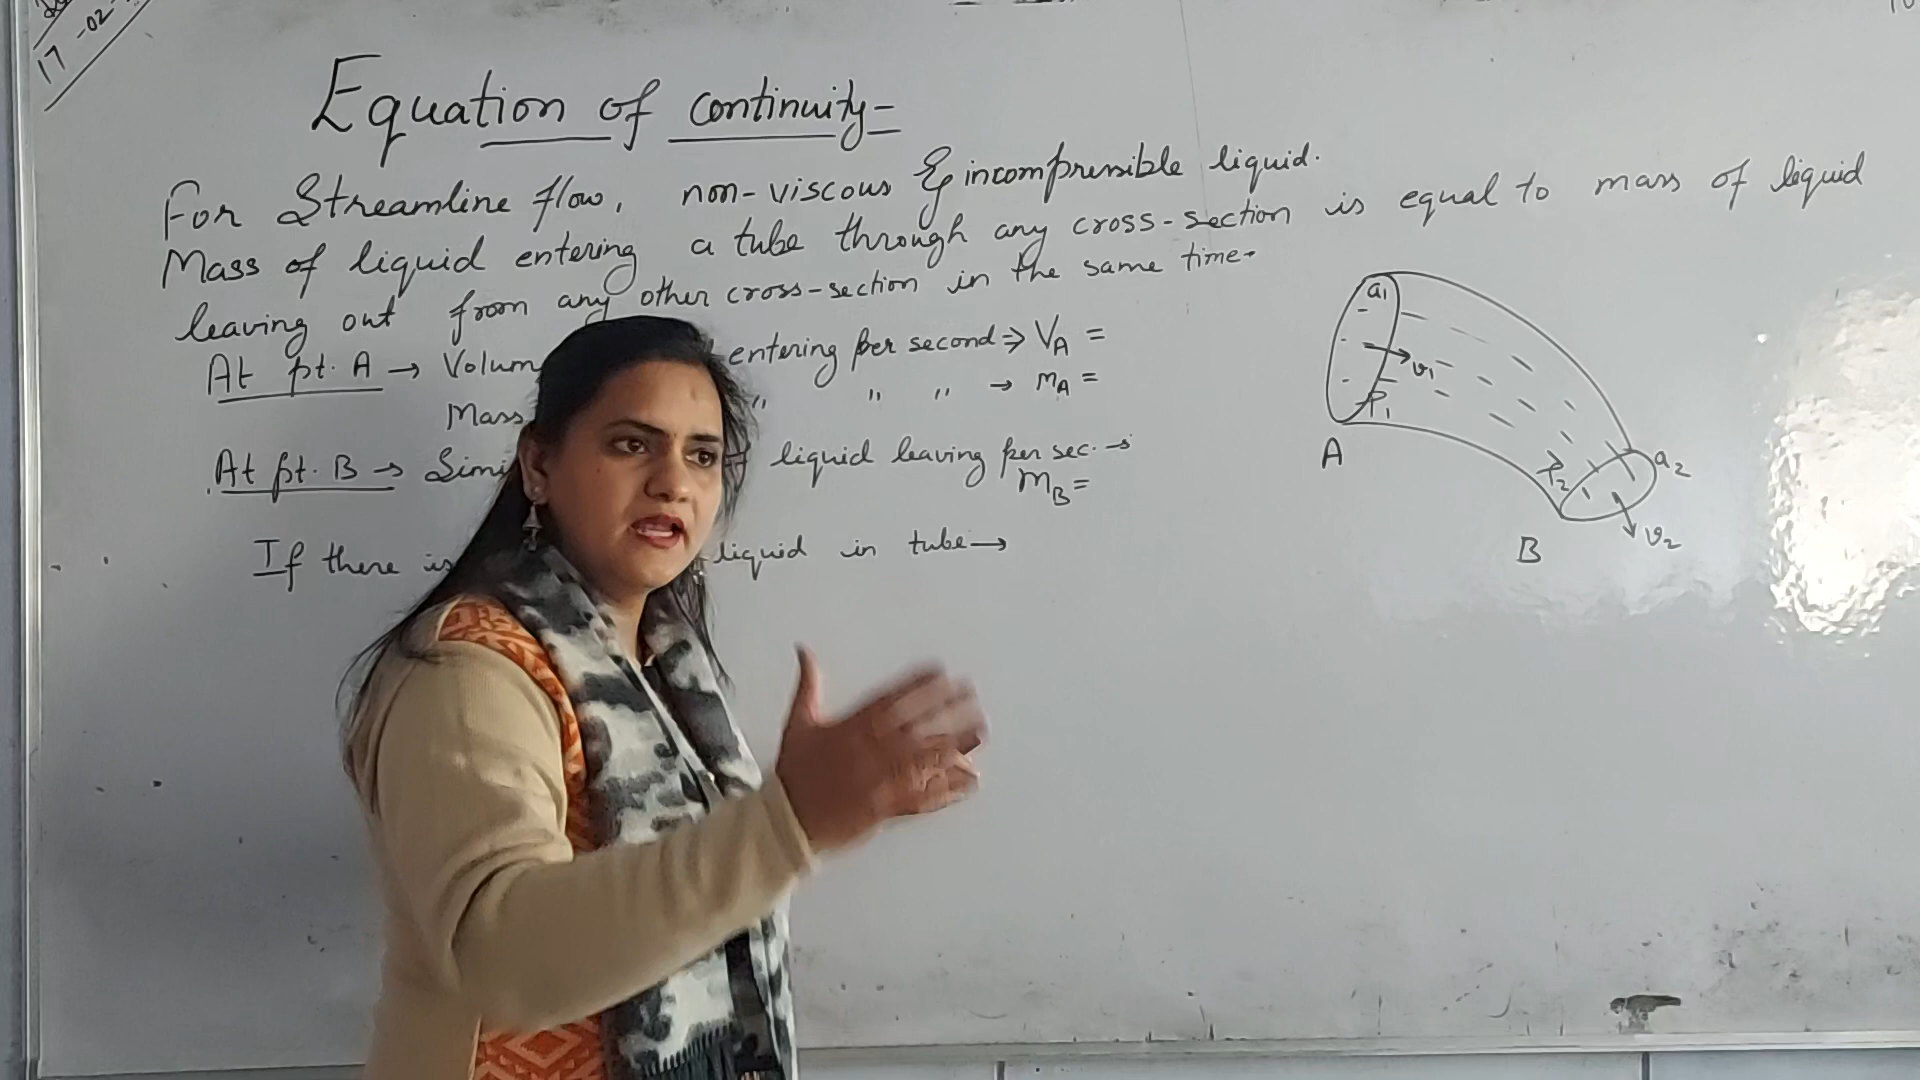 17-02-
Equation of continuity-
For Streamline flow, non-viscous & incompressible liquid.
Mass of liquid entering a tube through any cross-section is equal to mass of liquid
leaving out from any other cross-section in the same time-
At pt. A → Volum entering per second ⇒ V_A =
Mass " " " → m_A =
At pt. B → Simi liquid leaving per sec. →
m_B =
If there is liquid in tube →
a₁
v₁
P₁
A
P₂
a₂
v₂
B